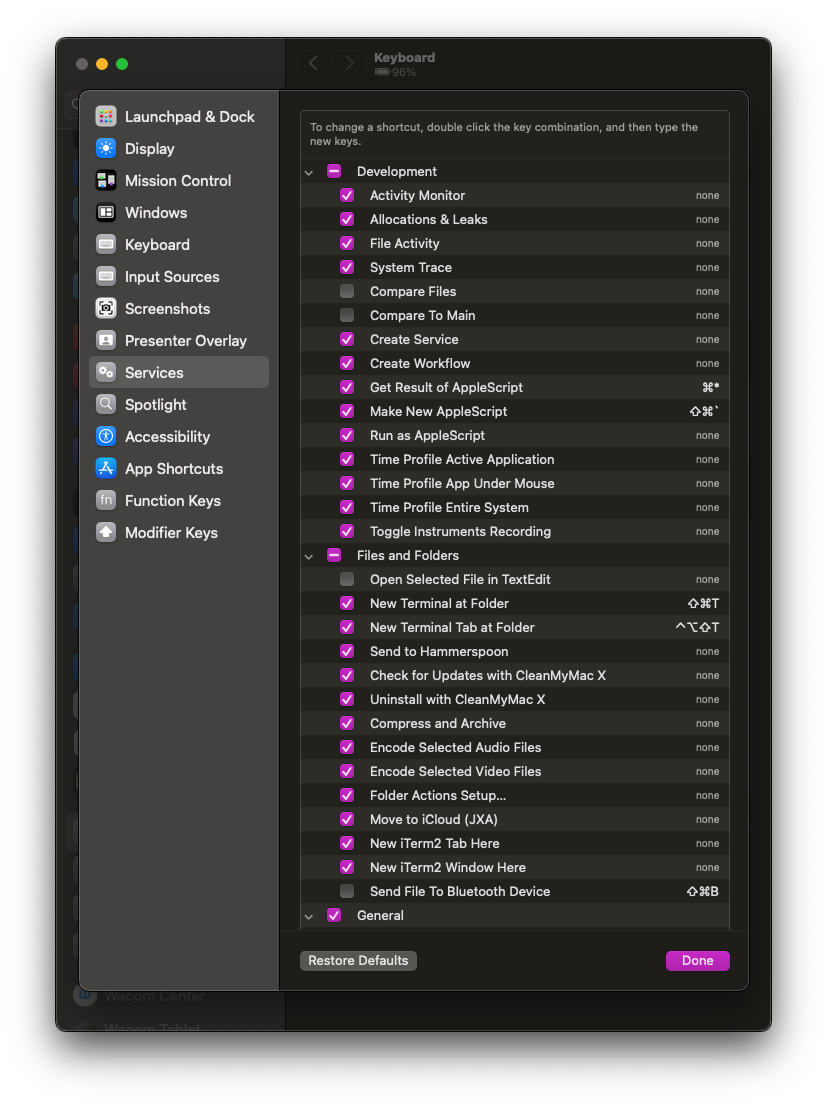 Keyboard
96%
Launchpad & Dock
Display
Mission Control
Windows
Keyboard
Input Sources
Screenshots
Presenter Overlay
Services
Spotlight
Accessibility
App Shortcuts
fn Function Keys
Modifier Keys
To change a shortcut, double click the key combination, and then type the
new keys.
Development
Activity Monitor none
Allocations & Leaks none
File Activity none
System Trace none
Compare Files none
Compare To Main none
Create Service none
Create Workflow none
Get Result of AppleScript ⌘*
Make New AppleScript ⇧⌘`
Run as AppleScript none
Time Profile Active Application none
Time Profile App Under Mouse none
Time Profile Entire System none
Toggle Instruments Recording none
Files and Folders
Open Selected File in TextEdit none
New Terminal at Folder ⇧⌘T
New Terminal Tab at Folder ^⌥⇧T
Send to Hammerspoon none
Check for Updates with CleanMyMac X none
Uninstall with CleanMyMac X none
Compress and Archive none
Encode Selected Audio Files none
Encode Selected Video Files none
Folder Actions Setup... none
Move to iCloud (JXA) none
New iTerm2 Tab Here none
New iTerm2 Window Here none
Send File To Bluetooth Device ⇧⌘B
General
Restore Defaults
Done
Wacom Center
Wacom Tablet